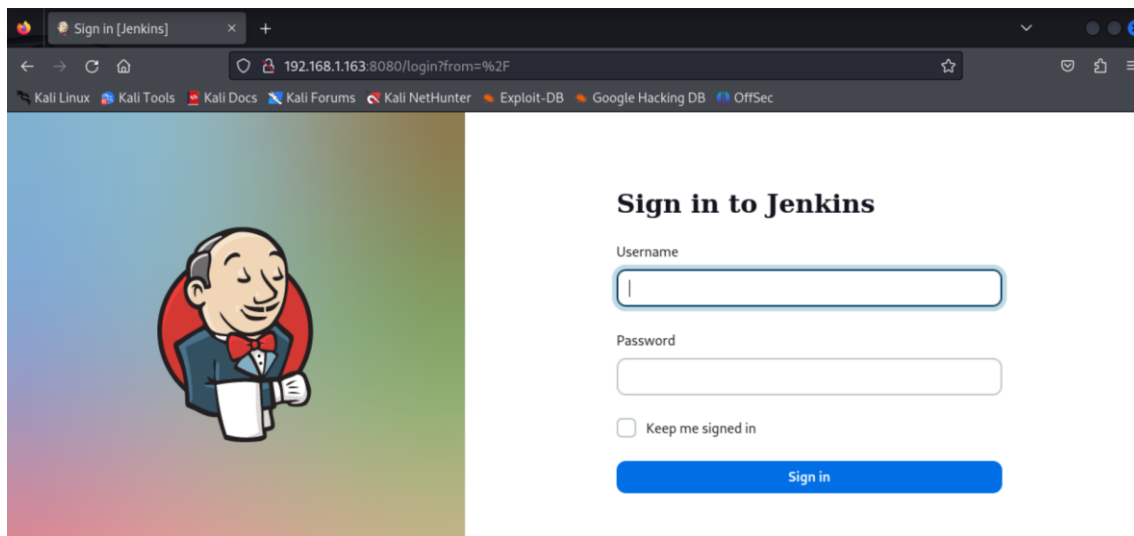 Sign in [Jenkins]
192.168.1.163:8080/login?from=%2F
Kali Linux Kali Tools Kali Docs Kali Forums Kali NetHunter Exploit-DB Google Hacking DB OffSec
Sign in to Jenkins
Username
Password
Keep me signed in
Sign in